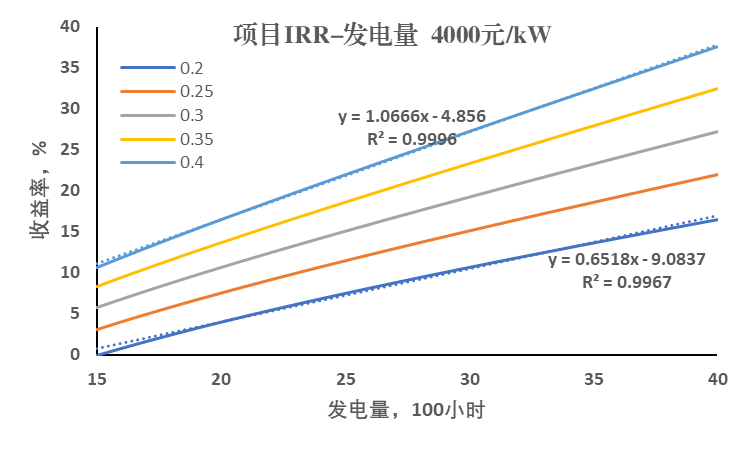 项目IRR–发电量 4000元/kW
40
35
30
25
20
15
10
5
0
收益率，%
0.2
0.25
0.3
0.35
0.4
y = 1.0666x - 4.856
R² = 0.9996
y = 0.6518x - 9.0837
R² = 0.9967
15 20 25 30 35 40
发电量，100小时